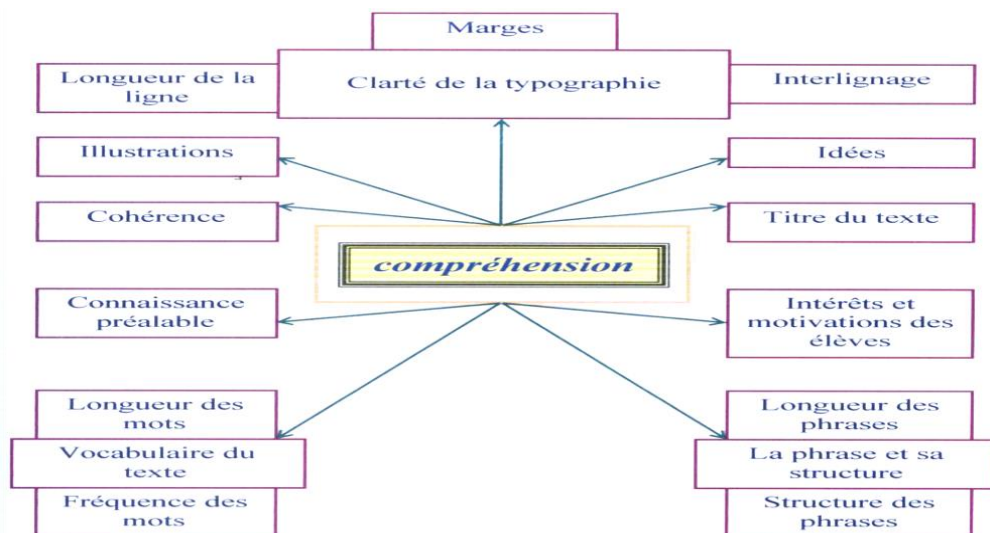 Marges
Clarté de la typographie
Longueur de la
ligne
Interlignage
Illustrations
Idées
Cohérence
Titre du texte
compréhension
Connaissance
préalable
Intérêts et
motivations des
élèves
Longueur des
mots
Vocabulaire du
texte
Fréquence des
mots
Longueur des
phrases
La phrase et sa
structure
Structure des
phrases